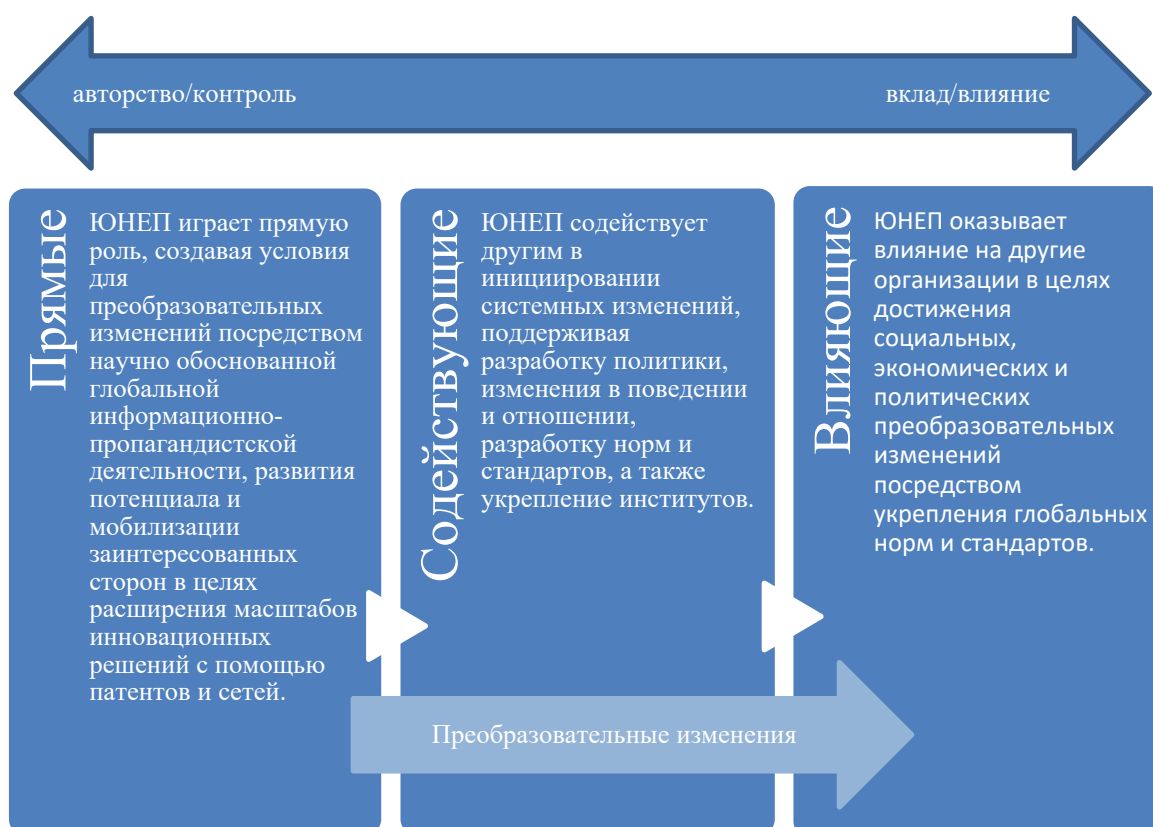 авторство/контроль
вклад/влияние
Прямые
ЮНЕП играет прямую
роль, создавая условия
для
преобразовательных
изменений посредством
научно обоснованной
глобальной
информационно-
пропагандистской
деятельности, развития
потенциала и
мобилизации
заинтересованных
сторон в целях
расширения масштабов
инновационных
решений с помощью
патентов и сетей.
Содействующие
ЮНЕП содействует
другим в
инициировании
системных изменений,
поддерживая
разработку политики,
изменения в поведении
и отношении,
разработку норм и
стандартов, а также
укрепление институтов.
Влияющие
ЮНЕП оказывает
влияние на другие
организации в целях
достижения
социальных,
экономических и
политических
преобразовательных
изменений
посредством
укрепления глобальных
норм и стандартов.
Преобразовательные изменения